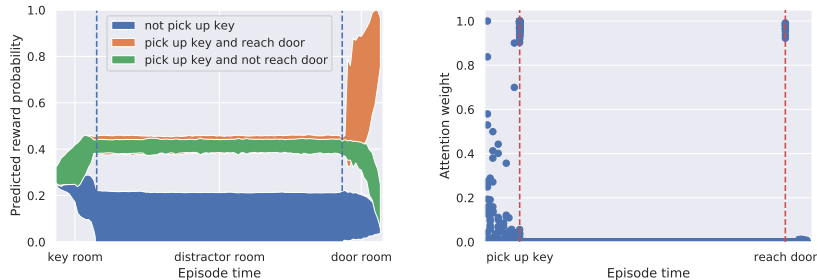 1.0
0.8
0.6
0.4
0.2
0.0
Predicted reward probability
not pick up key
pick up key and reach door
pick up key and not reach door
key room
distractor room
door room
Episode time
1.0
0.8
0.6
0.4
0.2
0.0
Attention weight
pick up key
reach door
Episode time